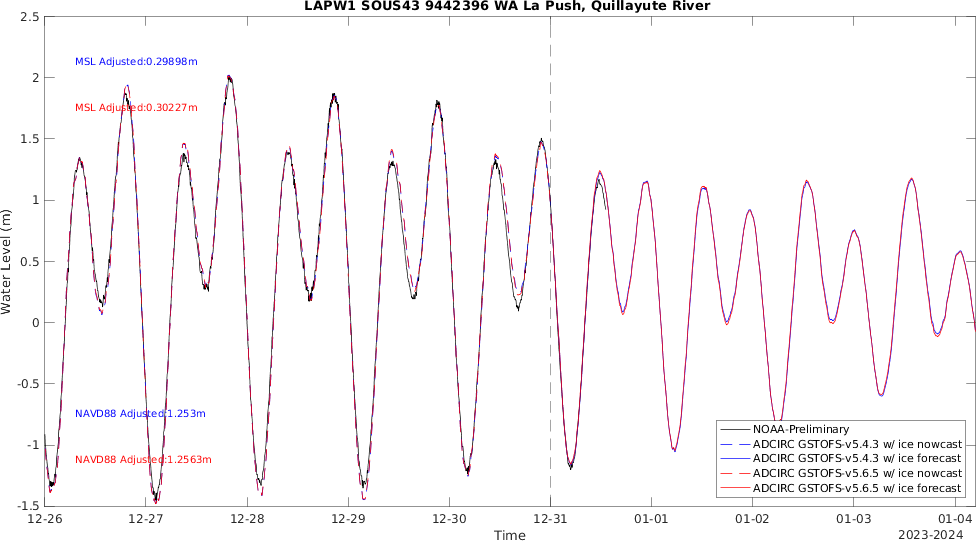 LAPW1 SOUS43 9442396 WA La Push, Quillayute River
2.5
2
1.5
1
0.5
0
-0.5
-1
-1.5
Water Level (m)
MSL Adjusted:0.29898m
MSL Adjusted:0.30227m
NAVD88 Adjusted:1.253m
NAVD88 Adjusted:1.2563m
NOAA-Preliminary
ADCIRC GSTOFS-v5.4.3 w/ ice nowcast
ADCIRC GSTOFS-v5.4.3 w/ ice forecast
ADCIRC GSTOFS-v5.6.5 w/ ice nowcast
ADCIRC GSTOFS-v5.6.5 w/ ice forecast
12-26 12-27 12-28 12-29 12-30 12-31 01-01 01-02 01-03 01-04
Time
2023-2024